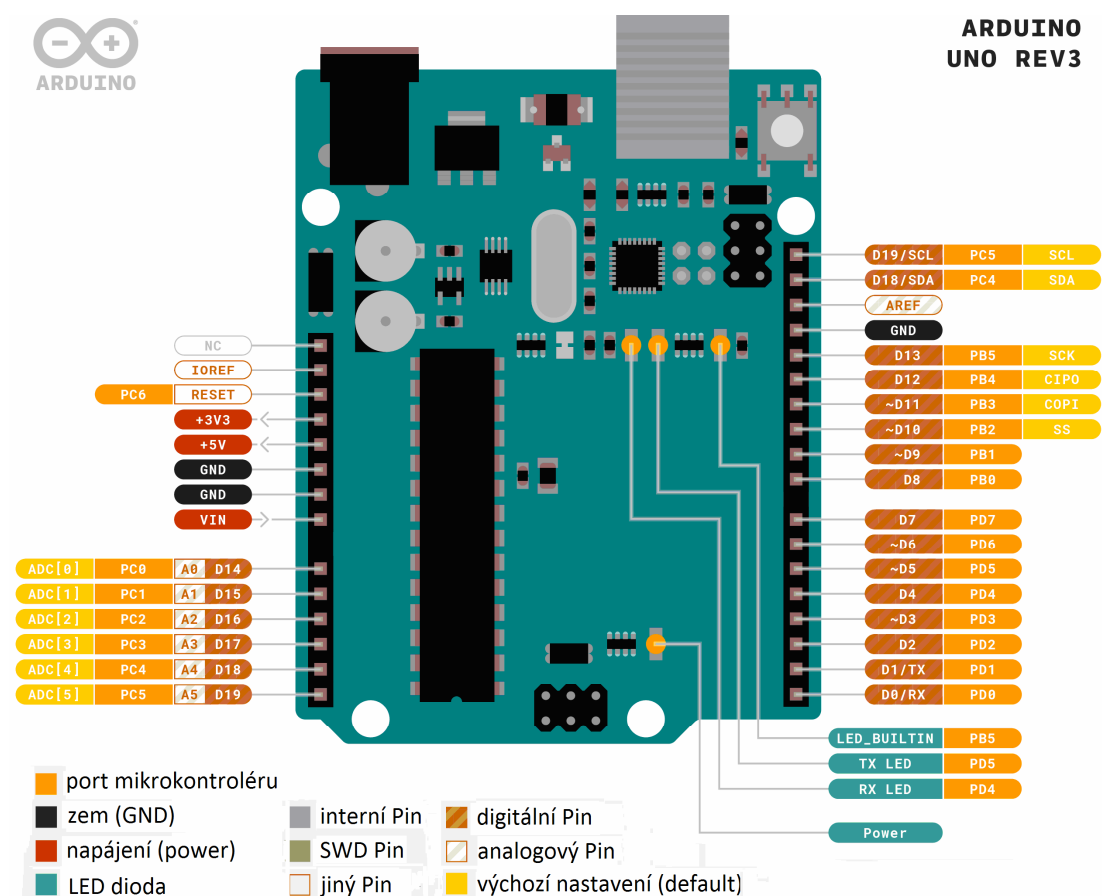 ARDUINO
ARDUINO
UNO REV3
D19/SCL PC5 SCL
D18/SDA PC4 SDA
AREF
GND
NC
D13 PB5 SCK
IOREF
D12 PB4 CIPO
PC6 RESET
~D11 PB3 COPI
+3V3
~D10 PB2 SS
+5V
~D9 PB1
GND
D8 PB0
GND
VIN
D7 PD7
~D6 PD6
ADC[0] PC0 A0 D14
~D5 PD5
ADC[1] PC1 A1 D15
D4 PD4
ADC[2] PC2 A2 D16
~D3 PD3
ADC[3] PC3 A3 D17
D2 PD2
ADC[4] PC4 A4 D18
D1/TX PD1
ADC[5] PC5 A5 D19
D0/RX PD0
LED_BUILTIN PB5
TX LED PD5
RX LED PD4
Power
port mikrokontroléru
zem (GND)
napájení (power)
LED dioda
interní Pin
SWD Pin
jiný Pin
digitální Pin
analogový Pin
výchozí nastavení (default)